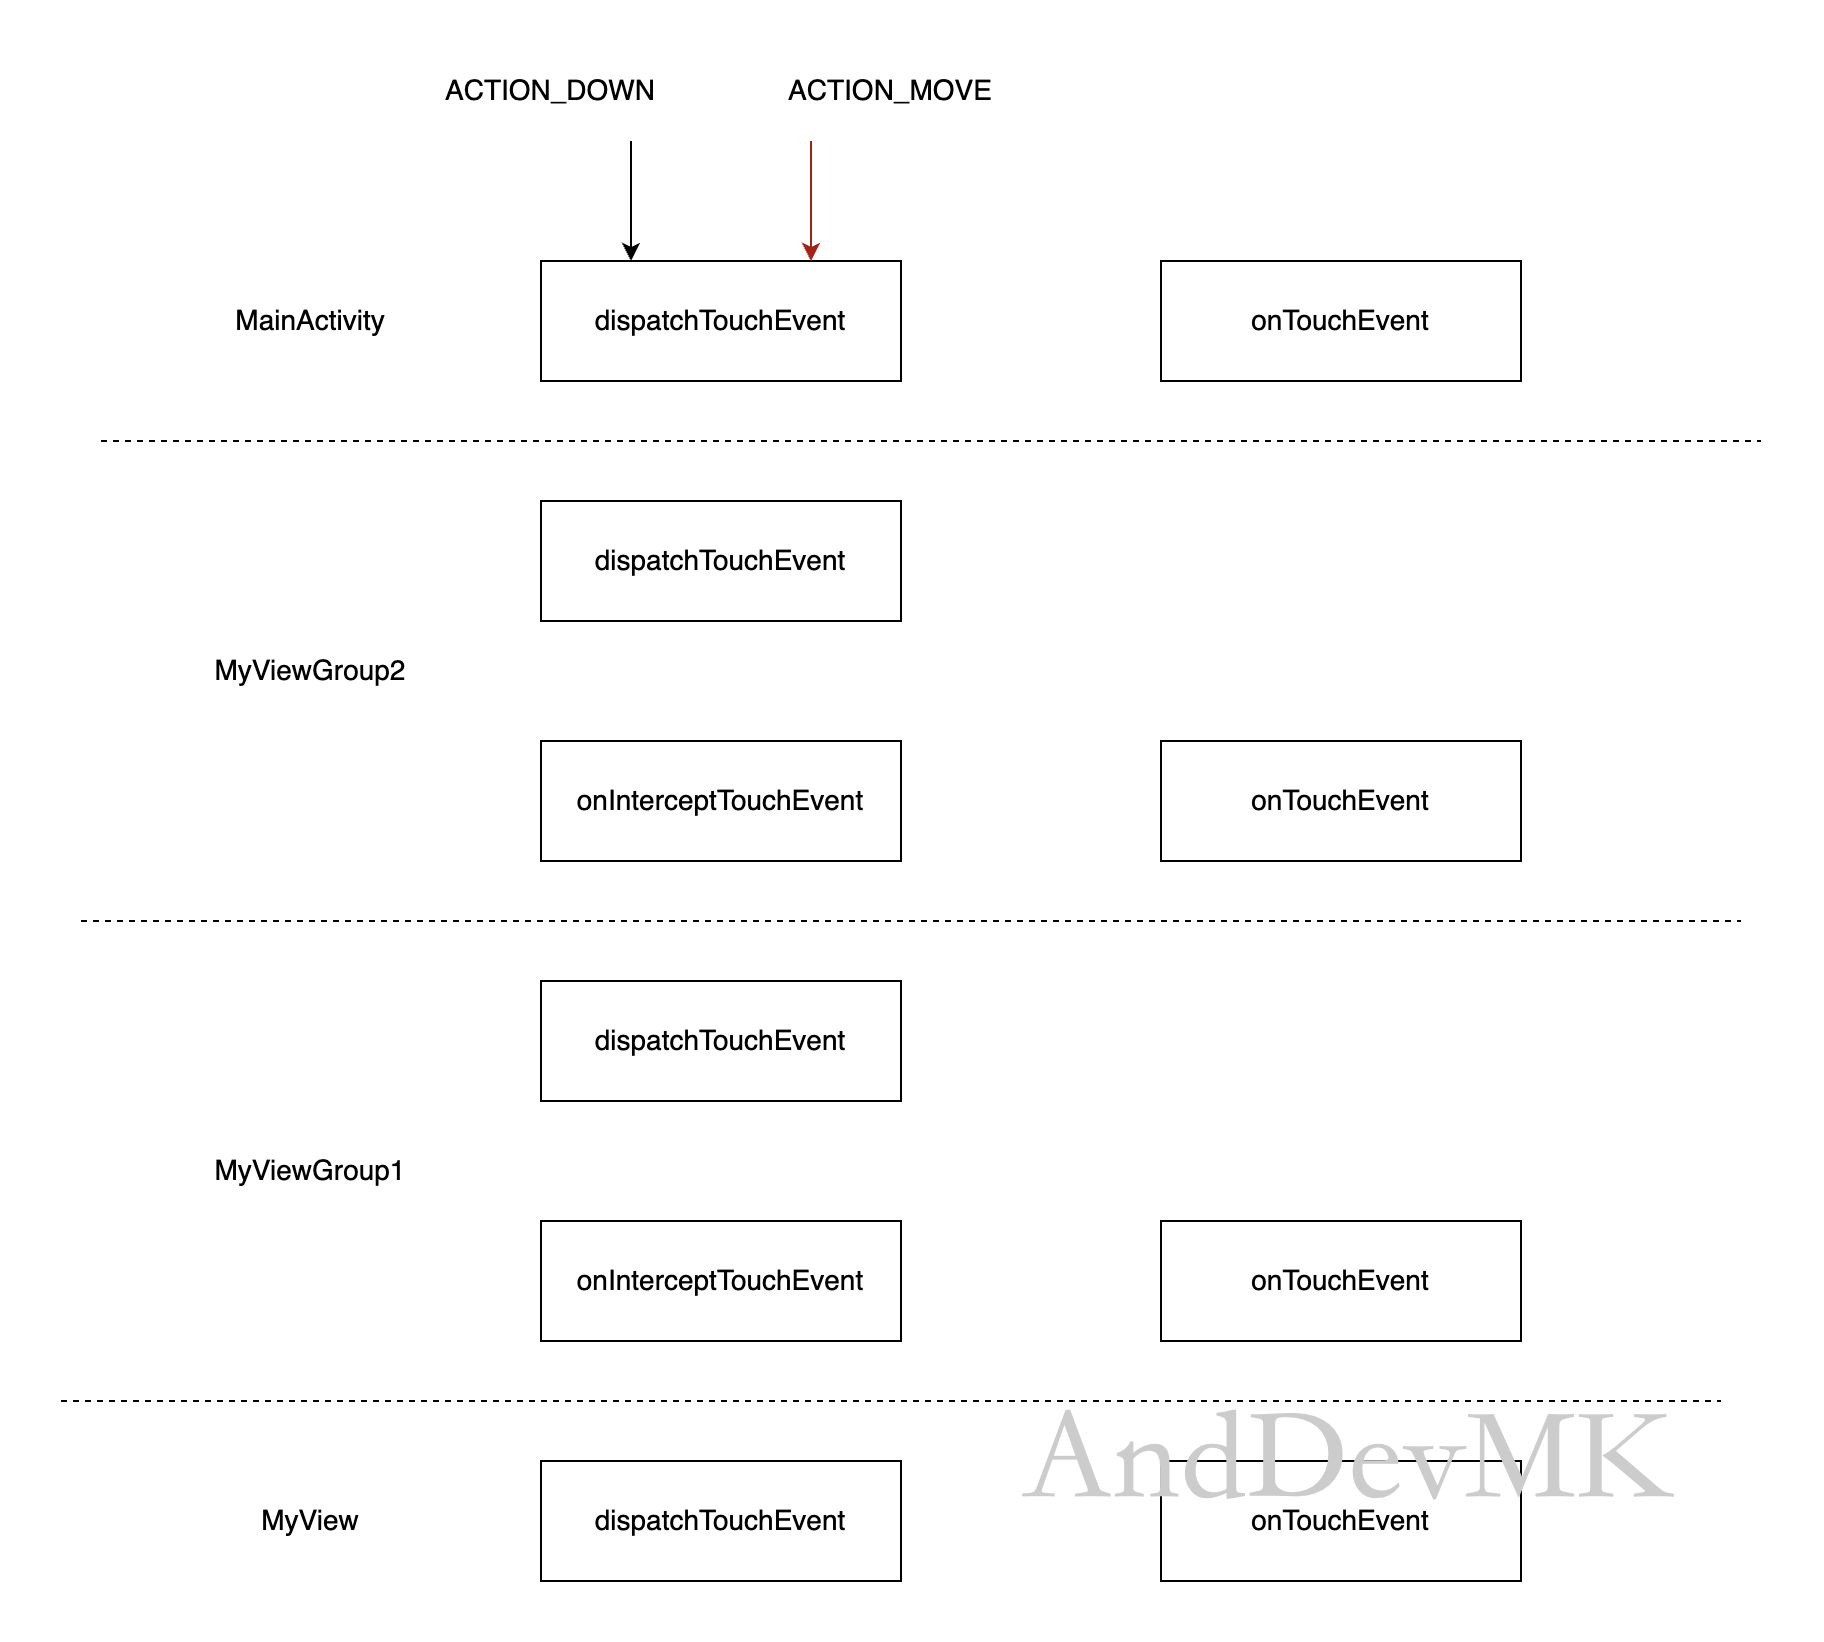 ACTION_DOWN
ACTION_MOVE
MainActivity
dispatchTouchEvent
onTouchEvent
dispatchTouchEvent
MyViewGroup2
onInterceptTouchEvent
onTouchEvent
dispatchTouchEvent
MyViewGroup1
onInterceptTouchEvent
onTouchEvent
AndDevMK
MyView
dispatchTouchEvent
onTouchEvent